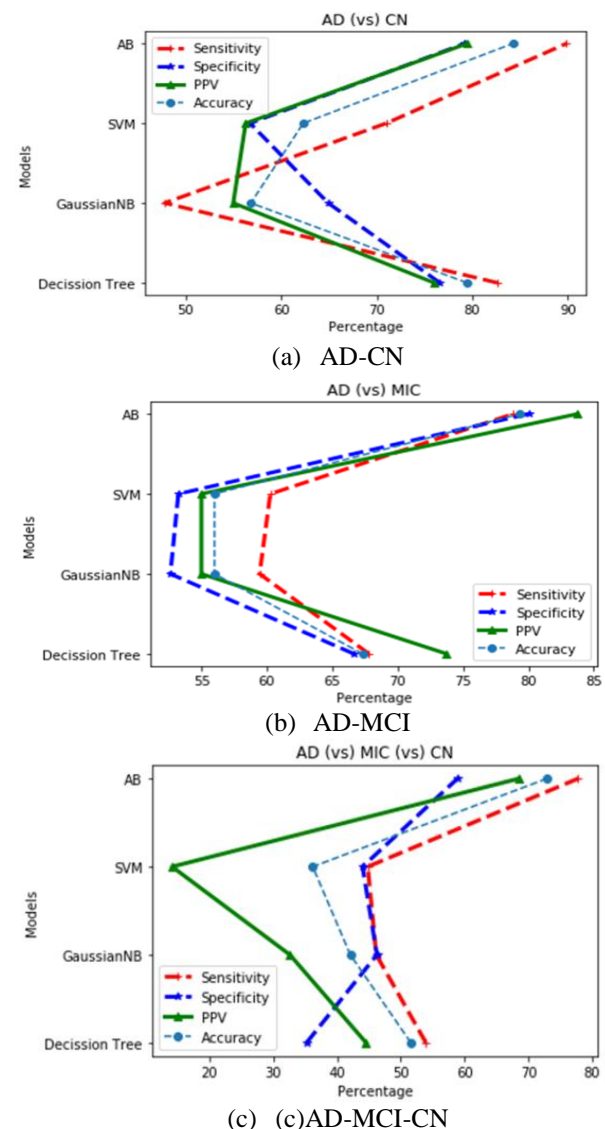 AD (vs) CN
AB
SVM
GaussianNB
Decission Tree
Models
Sensitivity
Specificity
PPV
Accuracy
50 60 70 80 90
Percentage
(a) AD-CN
AD (vs) MIC
AB
SVM
GaussianNB
Decission Tree
Models
Sensitivity
Specificity
PPV
Accuracy
55 60 65 70 75 80 85
Percentage
(b) AD-MCI
AD (vs) MIC (vs) CN
AB
SVM
GaussianNB
Decission Tree
Models
Sensitivity
Specificity
PPV
Accuracy
20 30 40 50 60 70 80
Percentage
(c) (c)AD-MCI-CN